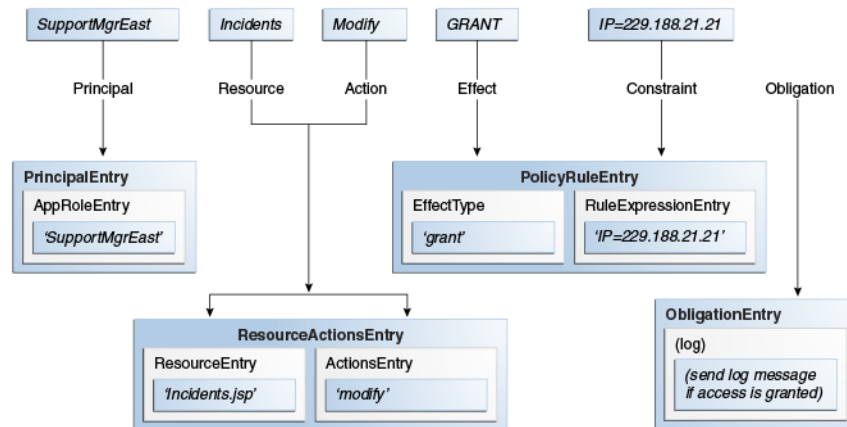 SupportMgrEast
Incidents
Modify
GRANT
IP=229.188.21.21
Principal
Resource
Action
Effect
Constraint
Obligation
PrincipalEntry
AppRoleEntry
‘SupportMgrEast’
PolicyRuleEntry
EffectType
‘grant’
RuleExpressionEntry
‘IP=229.188.21.21’
ResourceActionsEntry
ResourceEntry
‘Incidents.jsp’
ActionsEntry
‘modify’
ObligationEntry
(log)
(send log message
if access is granted)